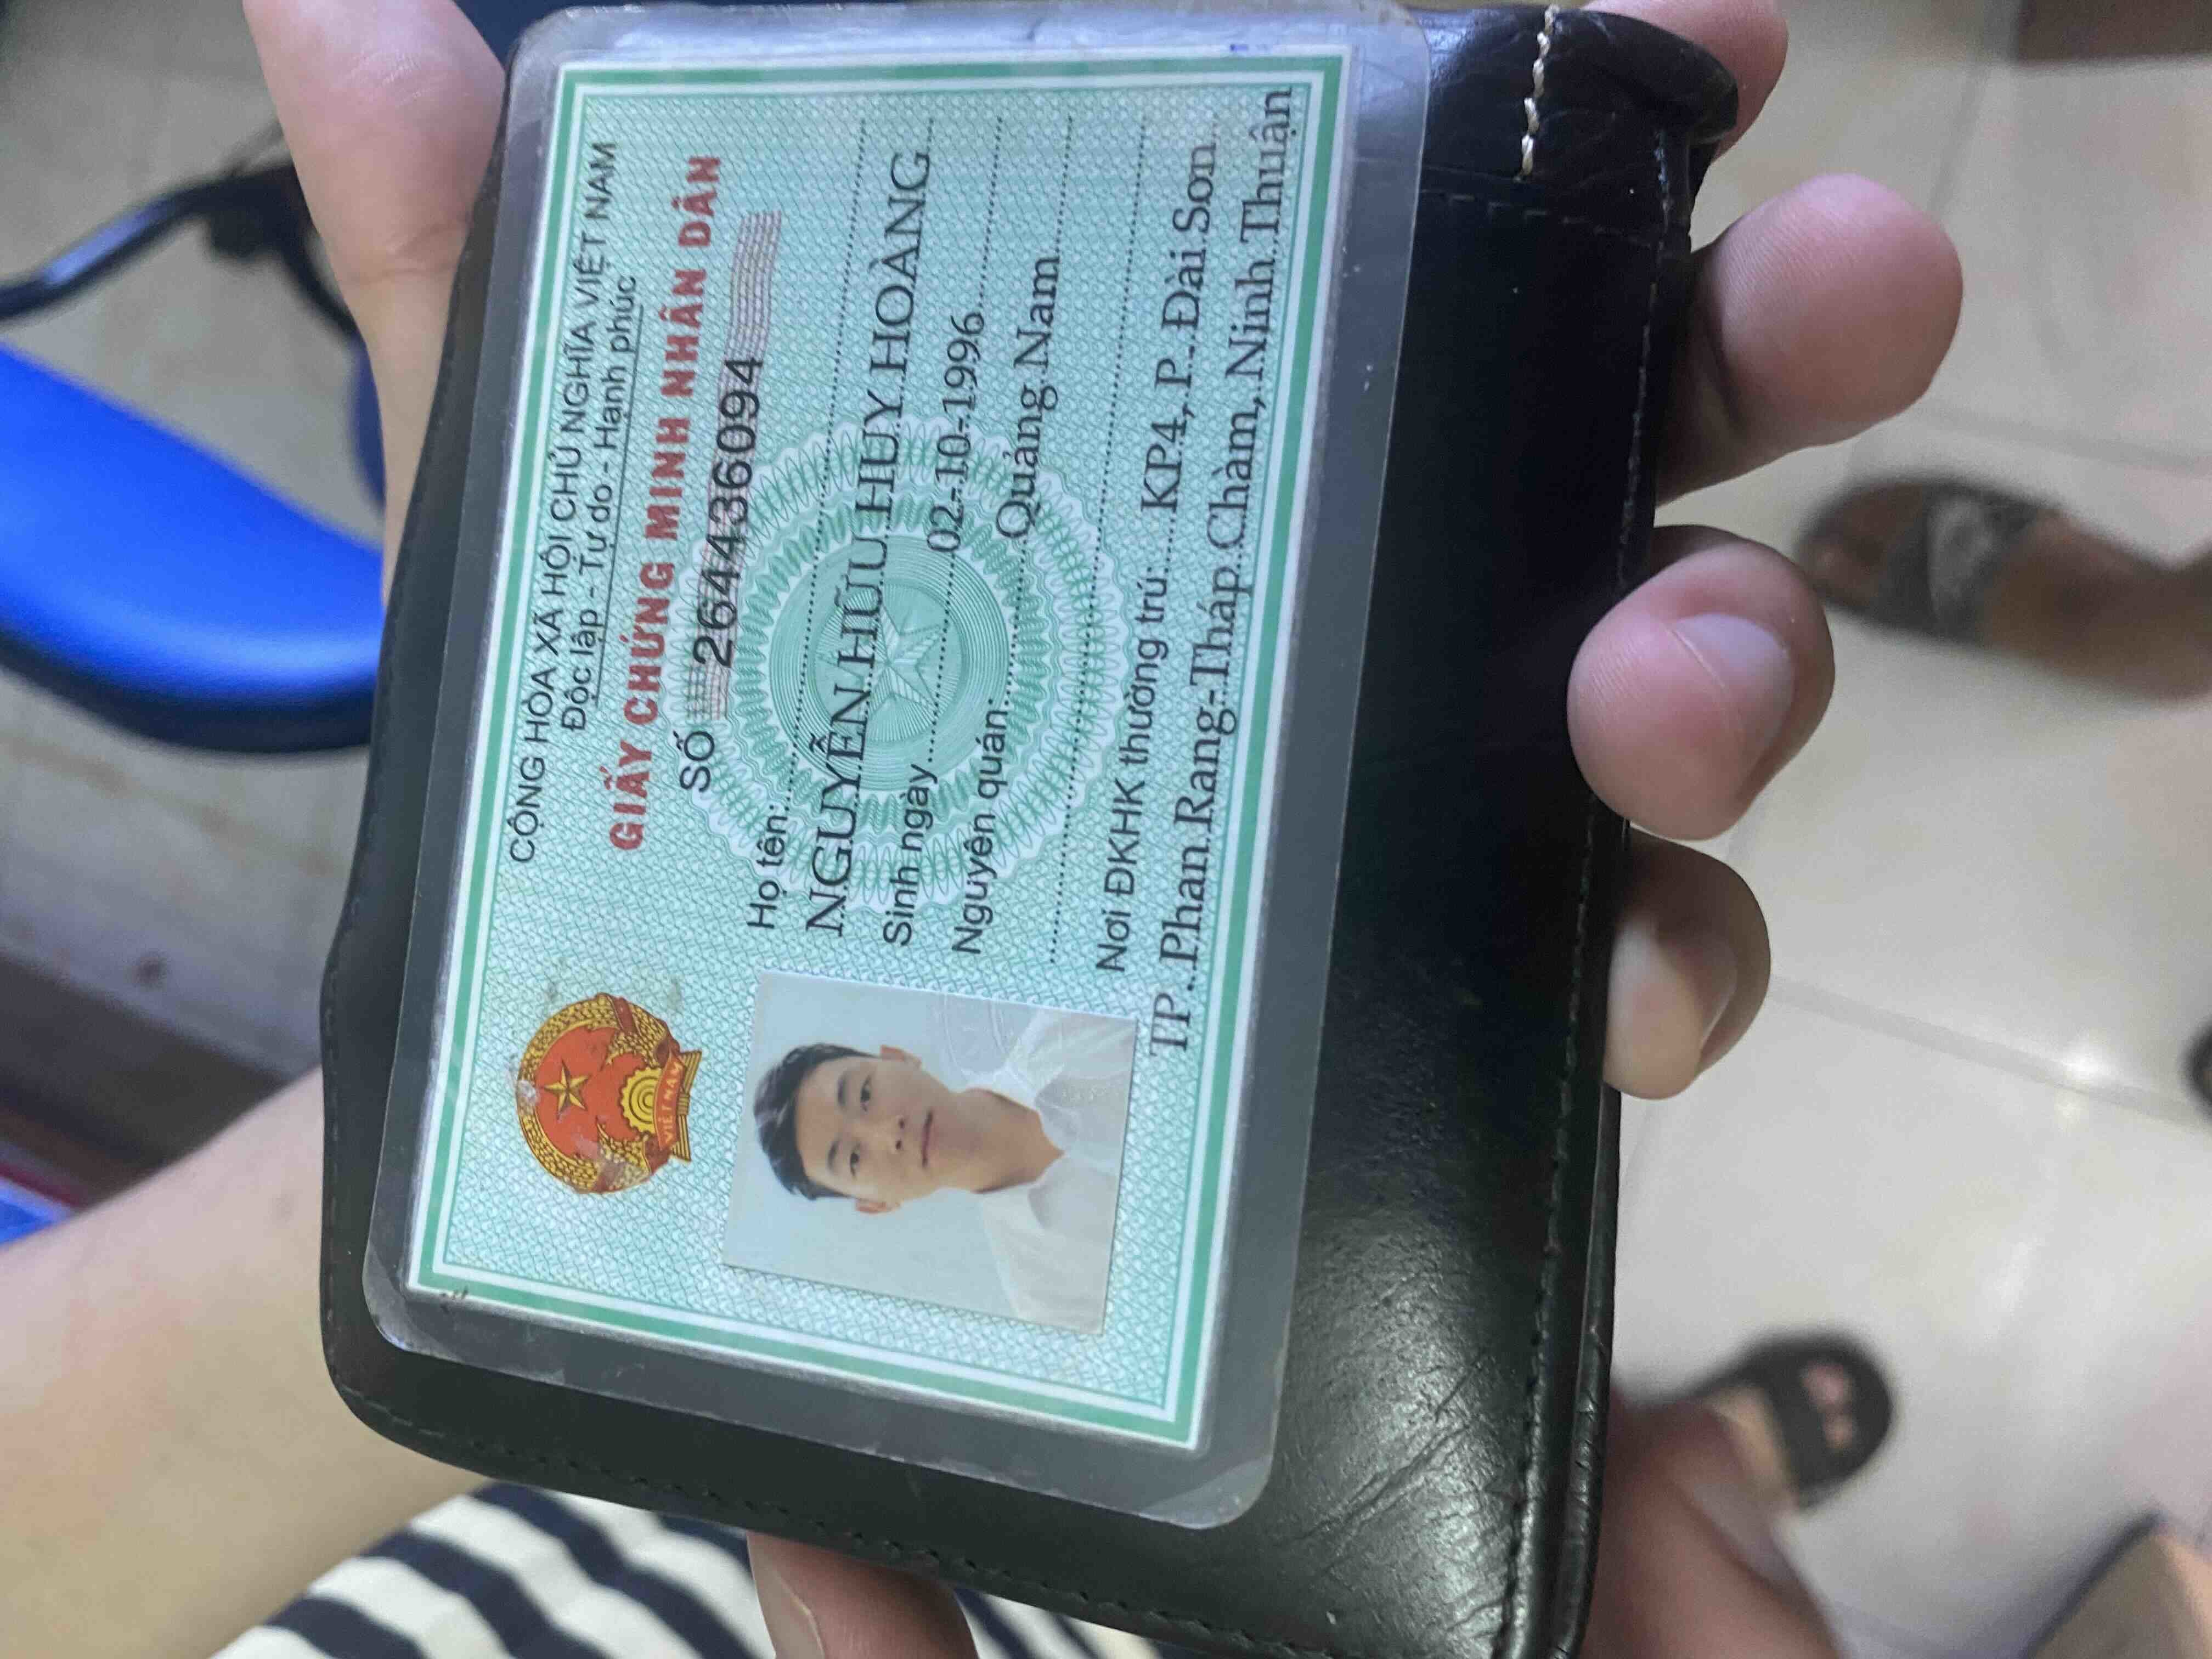 CỘNG HÒA XÃ HỘI CHỦ NGHĨA VIỆT NAM
Độc lập - Tự do - Hạnh phúc
GIẤY CHỨNG MINH NHÂN DÂN
SỐ 264436094
Họ tên:
NGUYỄN HỮU HUY HOÀNG
Sinh ngày 02-10-1996
Nguyên quán: Quảng Nam
Nơi ĐKHK thường trú: KP4, P. Đài Sơn
TP. Phan Rang-Tháp Chàm, Ninh Thuận
VIỆT NAM